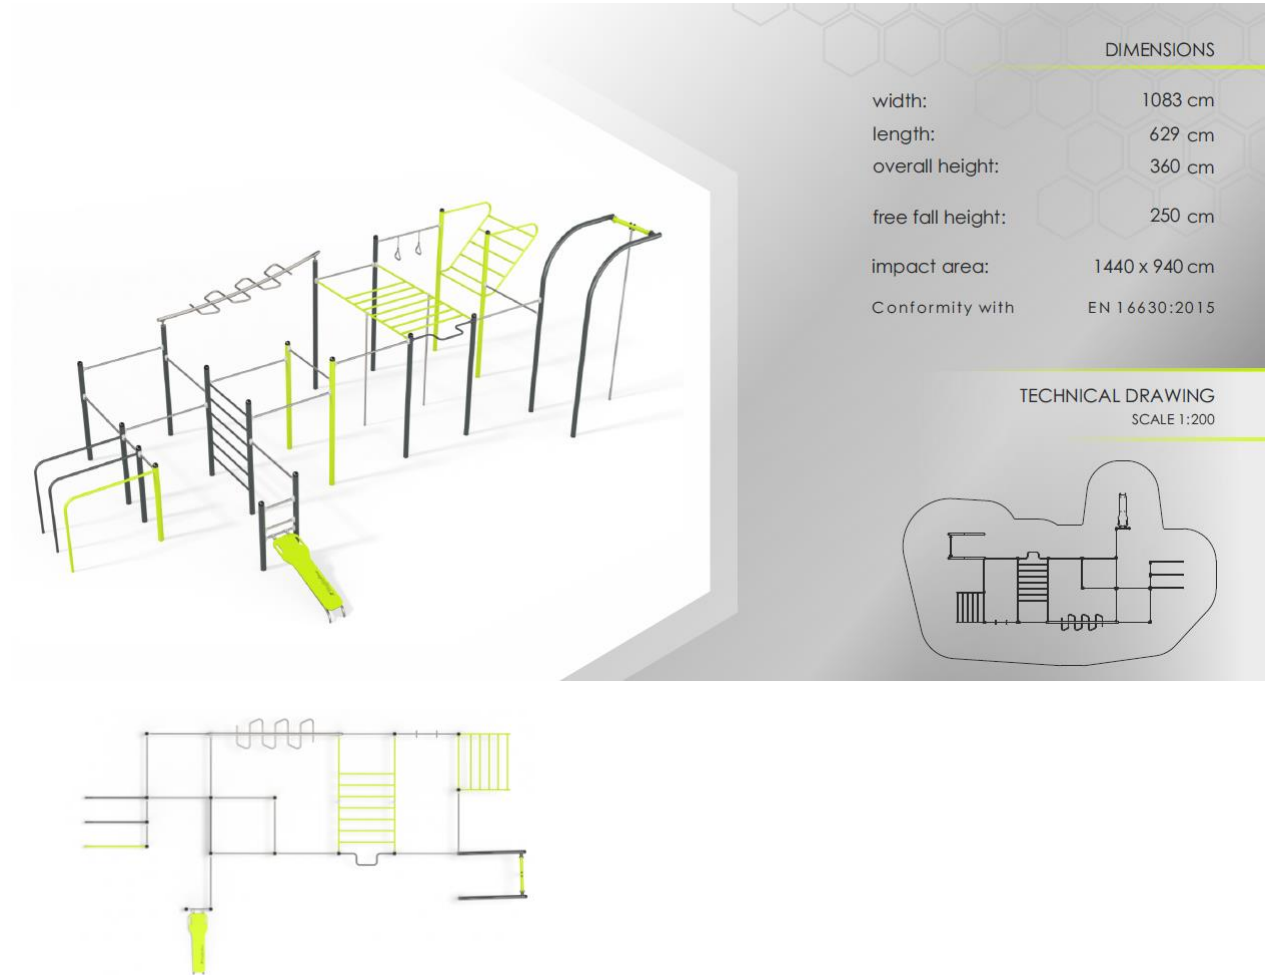 DIMENSIONS
width: 1083 cm
length: 629 cm
overall height: 360 cm
free fall height: 250 cm
impact area: 1440 x 940 cm
Conformity with EN 16630:2015
TECHNICAL DRAWING
SCALE 1:200